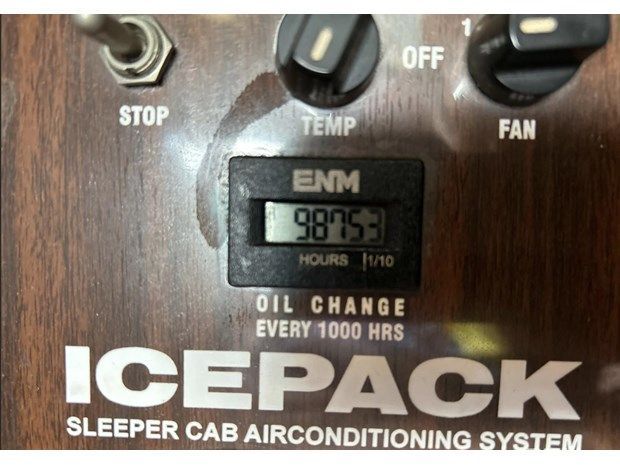 1
OFF
STOP
TEMP
FAN
ENM
98753
HOURS 1/10
OIL CHANGE
EVERY 1000 HRS
ICEPACK
SLEEPER CAB AIRCONDITIONING SYSTEM